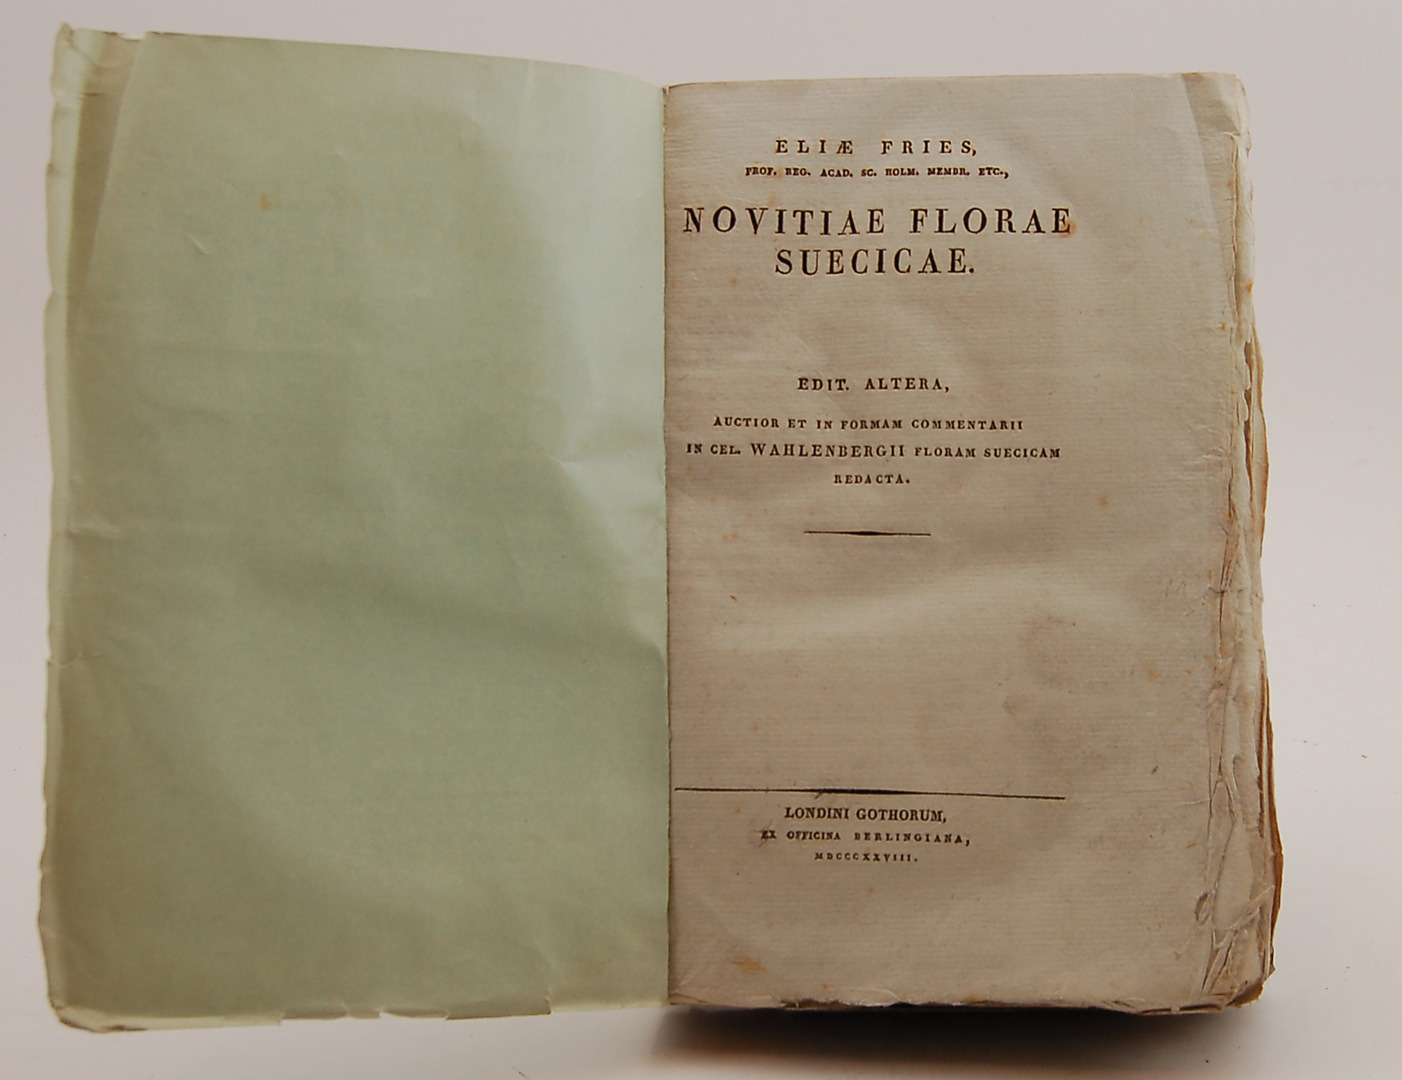 ELIÆ FRIES,
PROF. REG. ACAD. SC. HOLM. MEMBR. ETC.,
NOVITIAE FLORAE
SUECICAE.
EDIT. ALTERA,
AUCTIOR ET IN FORMAM COMMENTARII
IN CEL. WAHLENBERGII FLORAM SUECICAM
REDACTA.
LONDINI GOTHORUM,
EX OFFICINA BERLINGIANA,
MDCCCXXVIII.